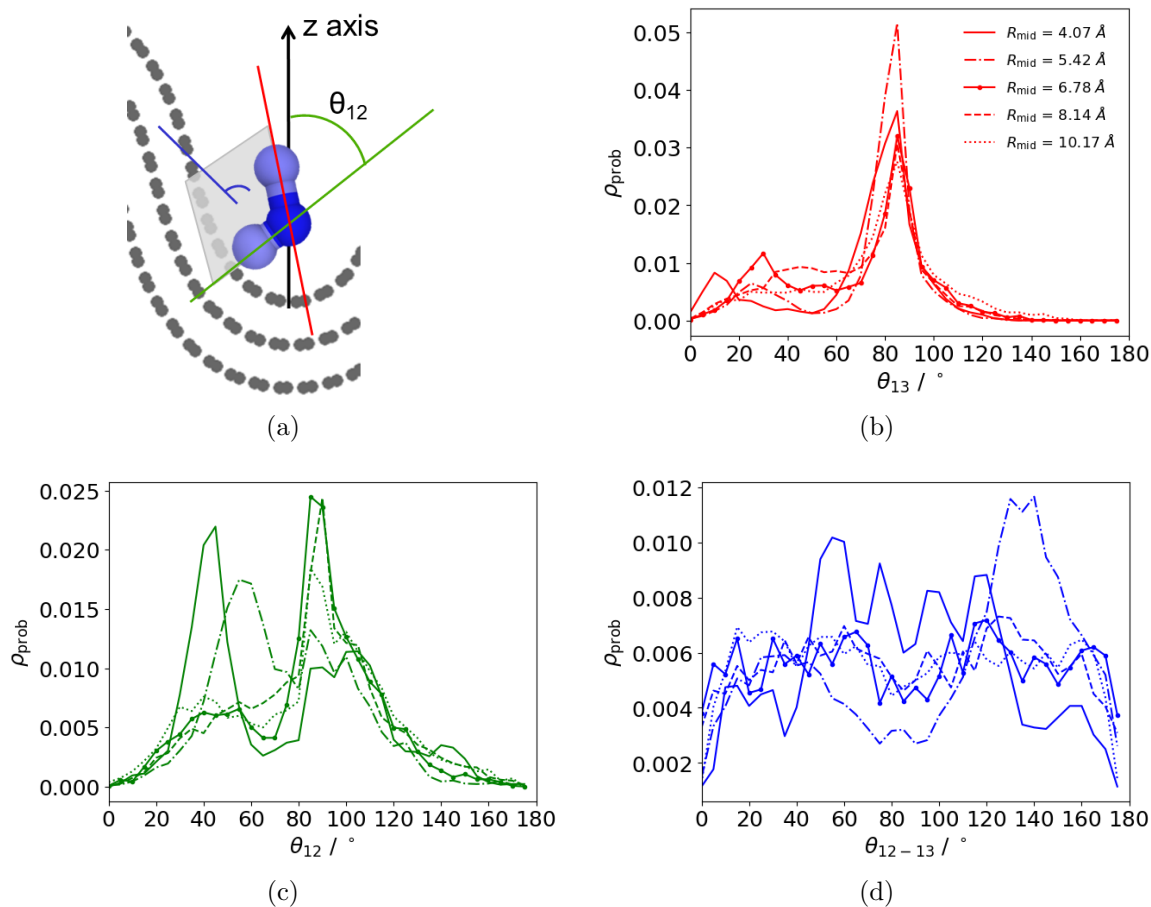 z axis
θ12
(a)
0.05
0.04
0.03
0.02
0.01
0.00
ρprob
Rmid = 4.07 Å
Rmid = 5.42 Å
Rmid = 6.78 Å
Rmid = 8.14 Å
Rmid = 10.17 Å
0 20 40 60 80 100 120 140 160 180
θ13 / °
(b)
0.025
0.020
0.015
0.010
0.005
0.000
ρprob
0 20 40 60 80 100 120 140 160 180
θ12 / °
(c)
0.012
0.010
0.008
0.006
0.004
0.002
ρprob
0 20 40 60 80 100 120 140 160 180
θ12−13 / °
(d)